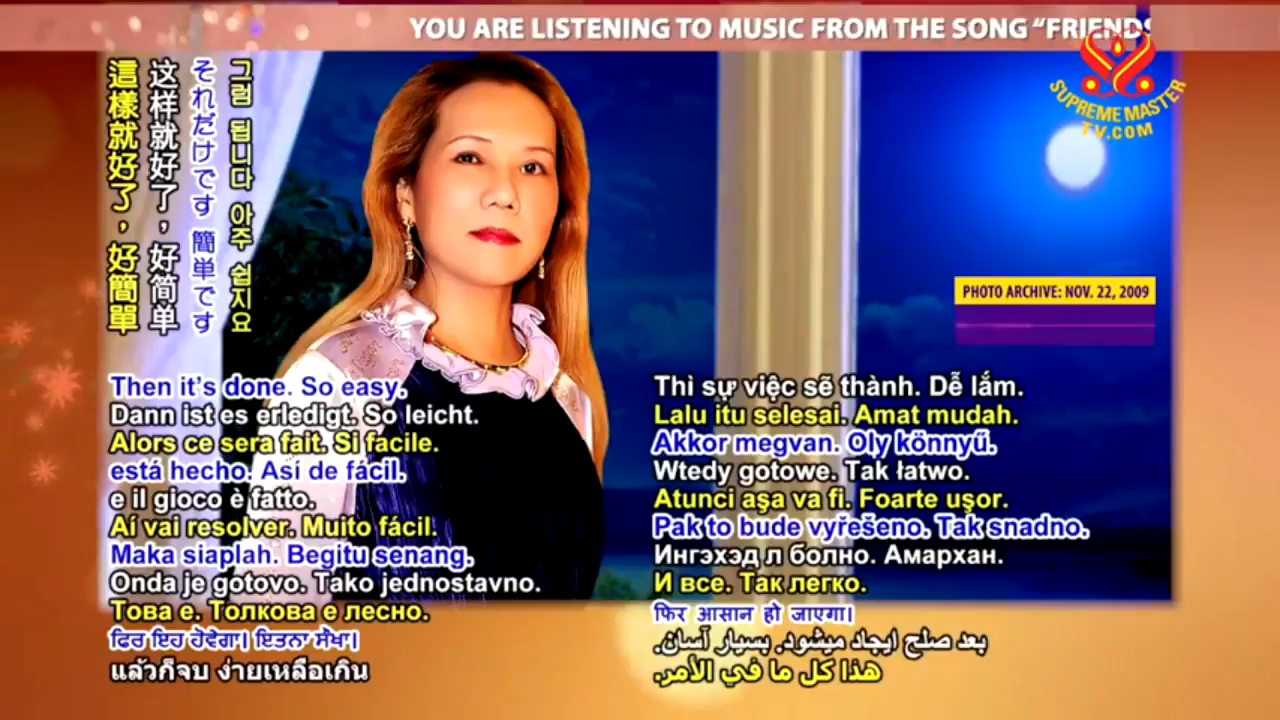 YOU ARE LISTENING TO MUSIC FROM THE SONG “FRIENDS
SUPREME MASTER
TV.COM
這樣就好了，好簡單
这样就好了，好简单
それだけです 簡単です
그럼 됩니다 아주 쉽지요
PHOTO ARCHIVE: NOV. 22, 2009
Then it’s done. So easy.
Dann ist es erledigt. So leicht.
Alors ce sera fait. Si facile.
está hecho. Así de fácil.
e il gioco è fatto.
Aí vai resolver. Muito fácil.
Maka siaplah. Begitu senang.
Onda je gotovo. Tako jednostavno.
Това е. Толкова е лесно.
ਫਿਰ ਇਹ ਹੋਵੇਗਾ। ਇਤਨਾ ਸੌਖਾ।
แล้วก็จบ ง่ายเหลือเกิน
Thì sự việc sẽ thành. Dễ lắm.
Lalu itu selesai. Amat mudah.
Akkor megvan. Oly könnyű.
Wtedy gotowe. Tak łatwo.
Atunci aşa va fi. Foarte uşor.
Pak to bude vyřešeno. Tak snadno.
Ингэхэд л болно. Амархан.
И все. Так легко.
फिर आसान हो जाएगा।
بعد صلح ایجاد میشود. بسیار آسان.
هذا كل ما في الأمر.